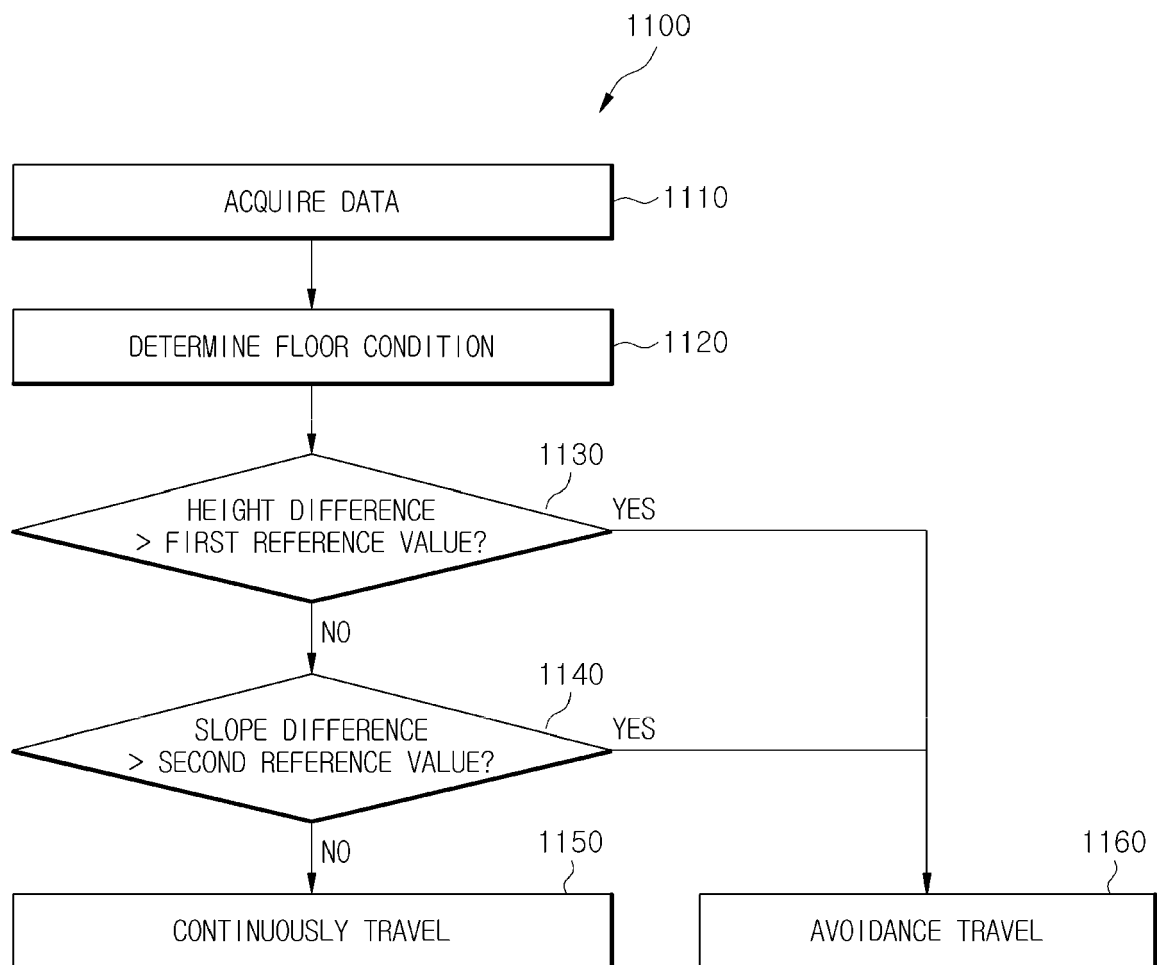 1100
ACQUIRE DATA
1110
DETERMINE FLOOR CONDITION
1120
1130
HEIGHT DIFFERENCE
> FIRST REFERENCE VALUE?
YES
NO
1140
SLOPE DIFFERENCE
> SECOND REFERENCE VALUE?
YES
NO
1150
CONTINUOUSLY TRAVEL
1160
AVOIDANCE TRAVEL